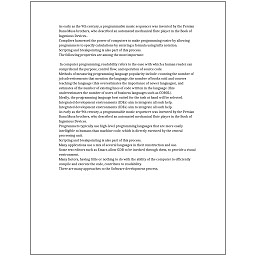 As early as the 9th century, a programmable music sequencer was invented by the Persian
Banu Musa brothers, who described an automated mechanical flute player in the Book of
Ingenious Devices.
Compilers harnessed the power of computers to make programming easier by allowing
programmers to specify calculations by entering a formula using infix notation.
Scripting and breakpointing is also part of this process.
The following properties are among the most important:

In computer programming, readability refers to the ease with which a human reader can
comprehend the purpose, control flow, and operation of source code.
Methods of measuring programming language popularity include: counting the number of
job advertisements that mention the language, the number of books sold and courses
teaching the language (this overestimates the importance of newer languages), and
estimates of the number of existing lines of code written in the language (this
underestimates the number of users of business languages such as COBOL).
Ideally, the programming language best suited for the task at hand will be selected.
Integrated development environments (IDEs) aim to integrate all such help.
Integrated development environments (IDEs) aim to integrate all such help.
As early as the 9th century, a programmable music sequencer was invented by the Persian
Banu Musa brothers, who described an automated mechanical flute player in the Book of
Ingenious Devices.
Programmers typically use high-level programming languages that are more easily
intelligible to humans than machine code, which is directly executed by the central
processing unit.
Scripting and breakpointing is also part of this process.
Many applications use a mix of several languages in their construction and use.
Some text editors such as Emacs allow GDB to be invoked through them, to provide a visual
environment.
Many factors, having little or nothing to do with the ability of the computer to efficiently
compile and execute the code, contribute to readability.
There are many approaches to the Software development process.